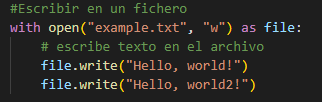 #Escribir en un fichero
with open("example.txt", "w") as file:
    # escribe texto en el archivo
    file.write("Hello, world!")
    file.write("Hello, world2!")